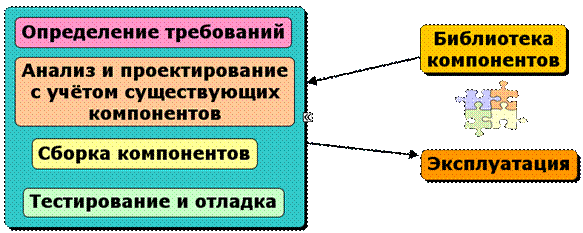 Определение требований
Анализ и проектирование
с учётом существующих
компонентов
Сборка компонентов
Тестирование и отладка
Библиотека
компонентов
Эксплуатация